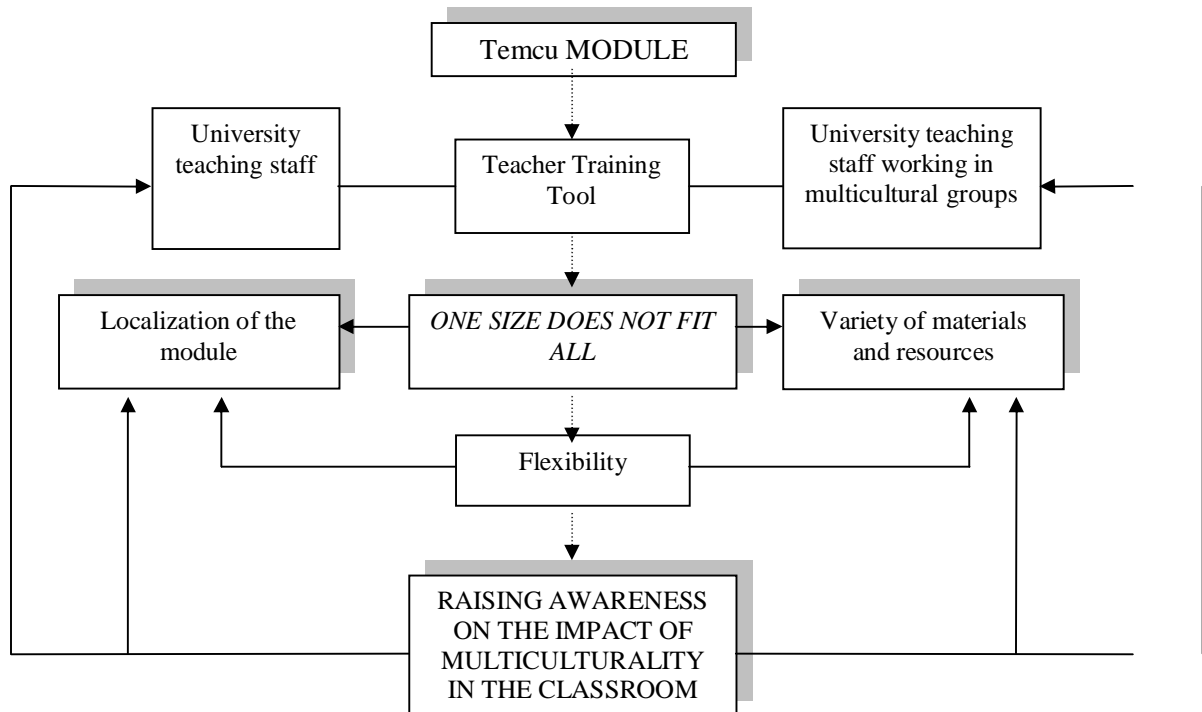 Temcu MODULE
University
teaching staff
Teacher Training
Tool
University teaching
staff working in
multicultural groups
Localization of the
module
ONE SIZE DOES NOT FIT
ALL
Variety of materials
and resources
Flexibility
RAISING AWARENESS
ON THE IMPACT OF
MULTICULTURALITY
IN THE CLASSROOM